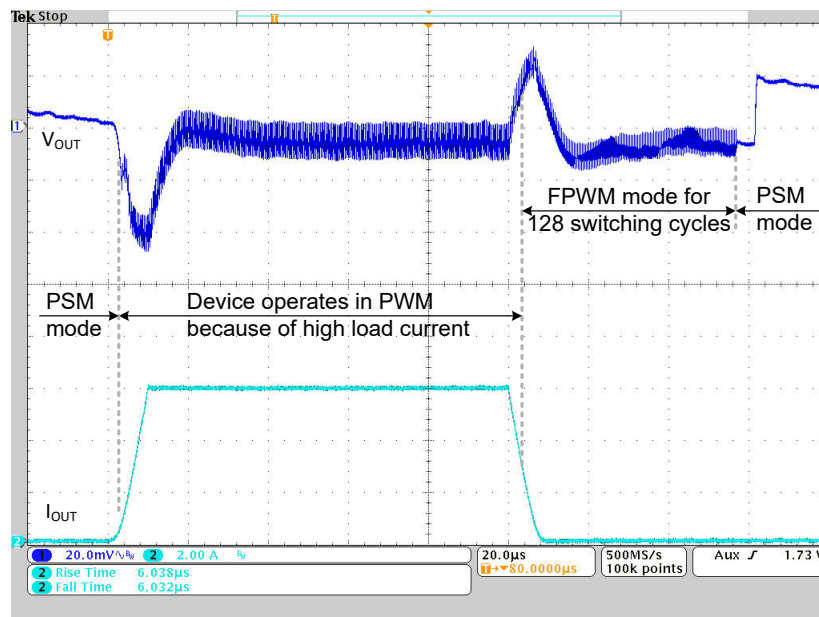 Tek Stop
T
T
1
VOUT
FPWM mode for
128 switching cycles
PSM
mode
PSM
mode
Device operates in PWM
because of high load current
IOUT
2
1 20.0mV∿BW 2 2.00 A BW
2 Rise Time 6.038µs
2 Fall Time 6.032µs
20.0µs
T→▼80.0000µs
500MS/s
100k points
Aux ƒ 1.73 V